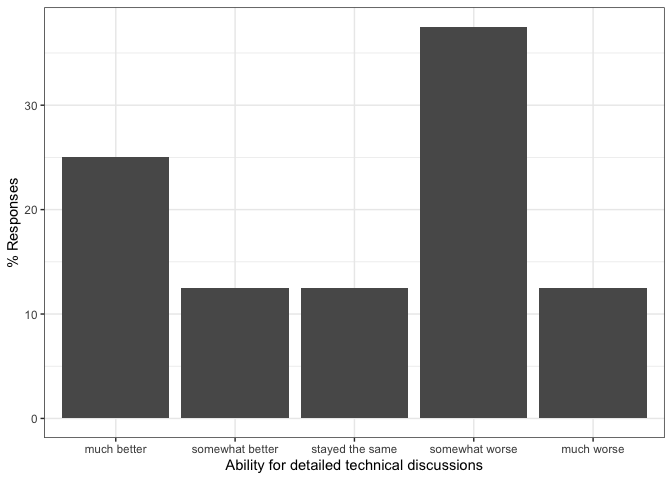 % Responses
30
20
10
0
much better somewhat better stayed the same somewhat worse much worse
Ability for detailed technical discussions